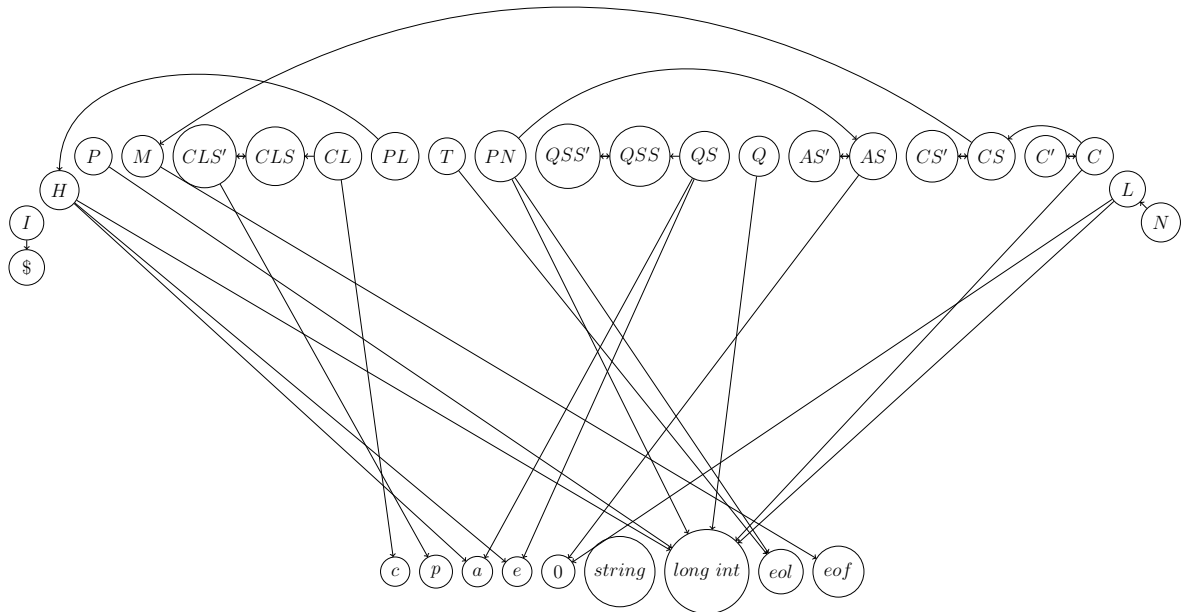 P M CLS′ CLS CL PL T PN QSS′ QSS QS Q AS′ AS CS′ CS C′ C
H L
I N
$
c p a e 0 string long int eol eof